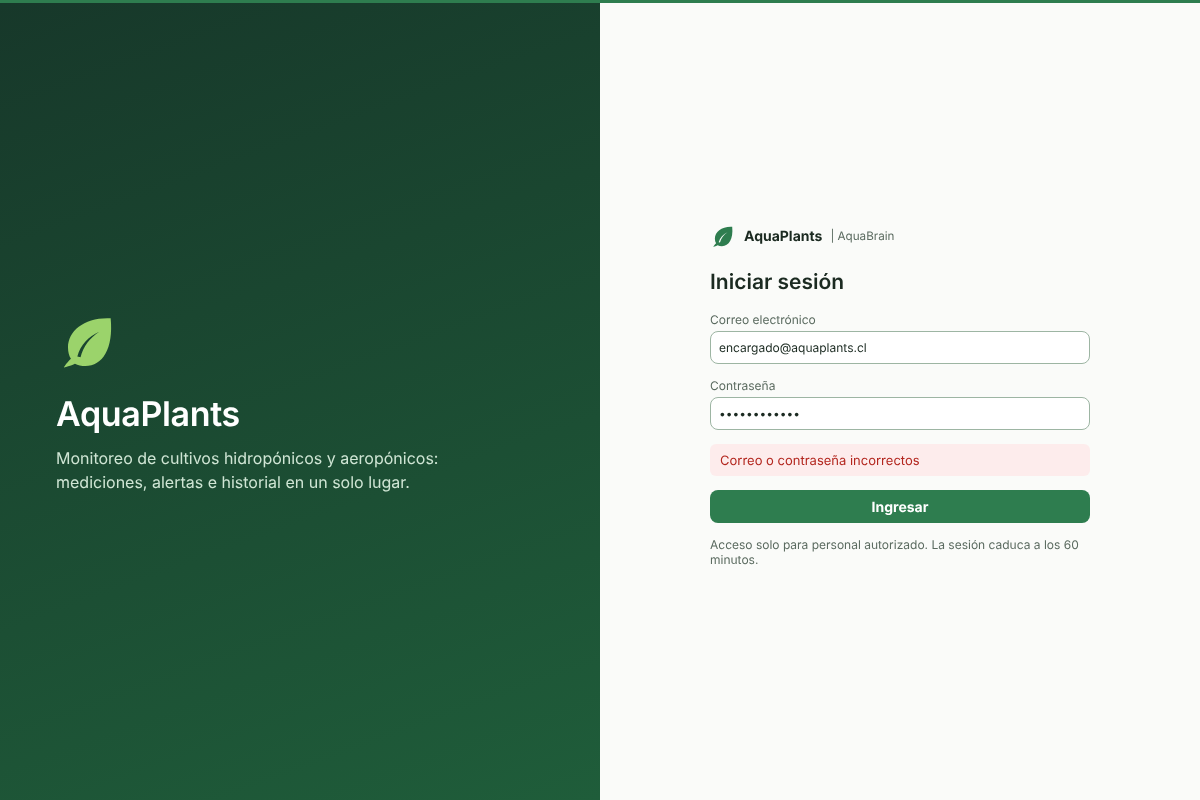 AquaPlants
Monitoreo de cultivos hidropónicos y aeropónicos:
mediciones, alertas e historial en un solo lugar.
AquaPlants | AquaBrain
Iniciar sesión
Correo electrónico
encargado@aquaplants.cl
Contraseña
••••••••••••
Correo o contraseña incorrectos
Ingresar
Acceso solo para personal autorizado. La sesión caduca a los 60
minutos.